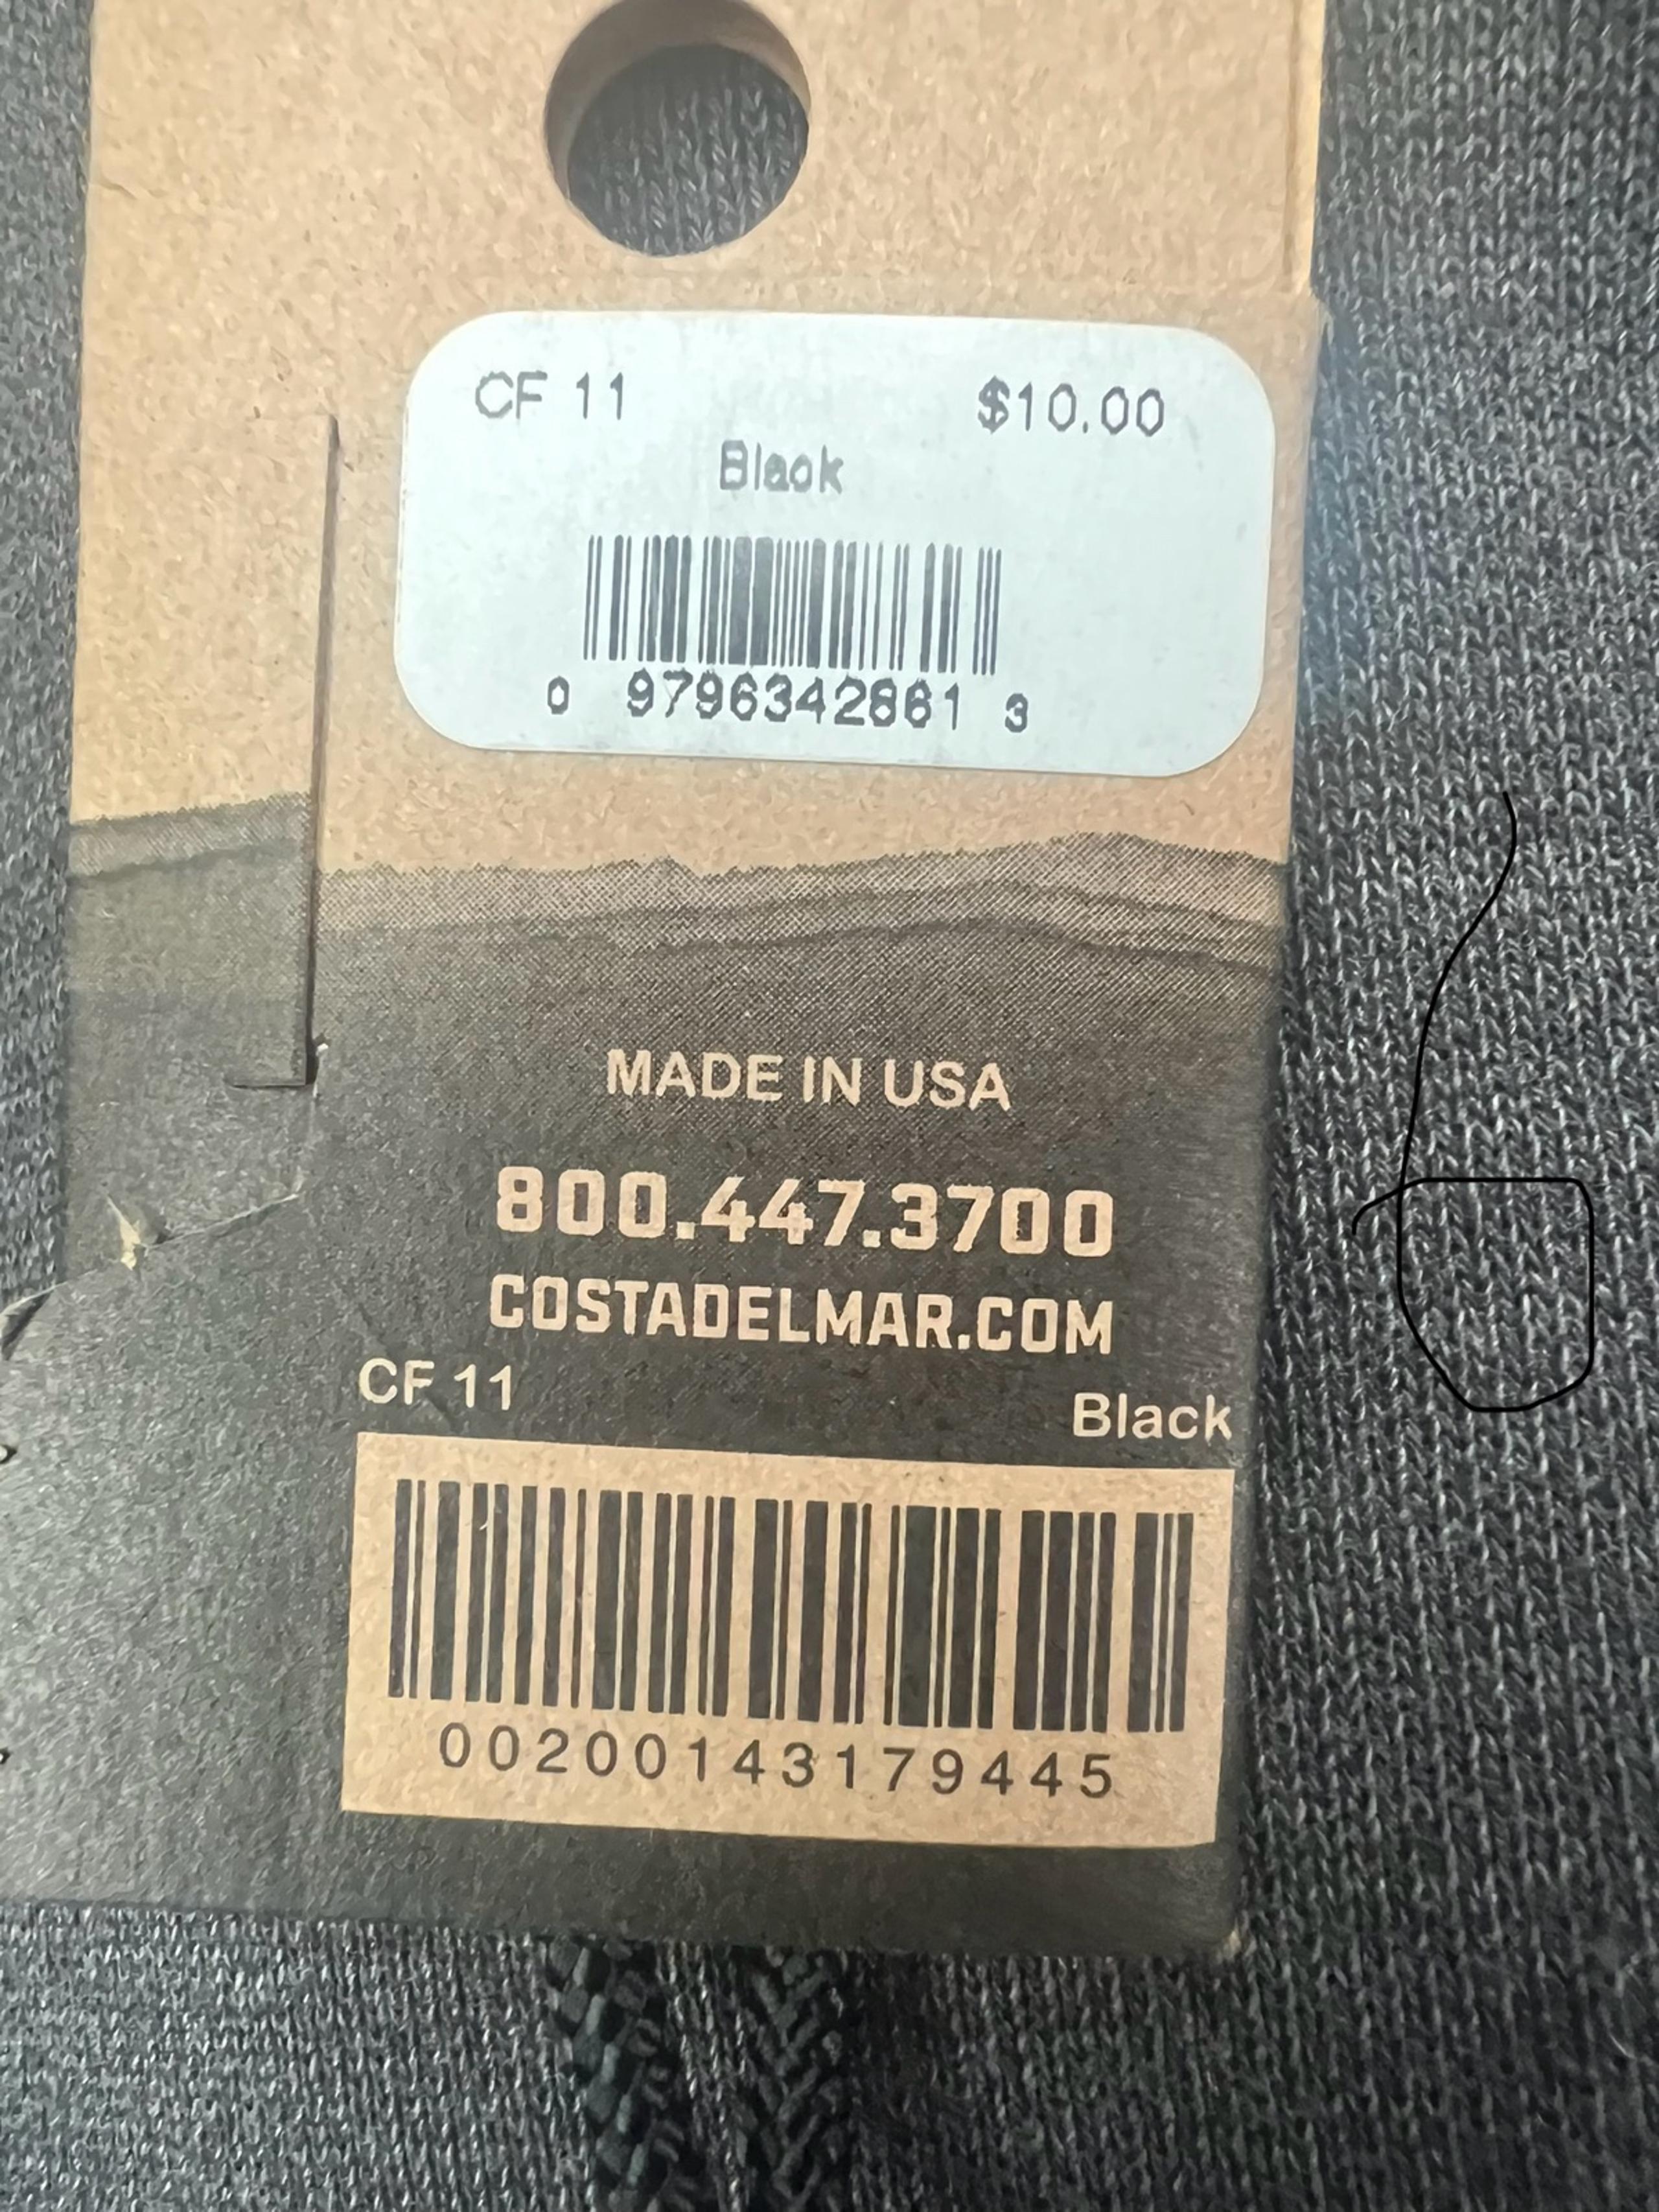 CF 11 $10.00
Black
0 9796342861 3
MADE IN USA
800.447.3700
COSTADELMAR.COM
CF 11 Black
00200143179445